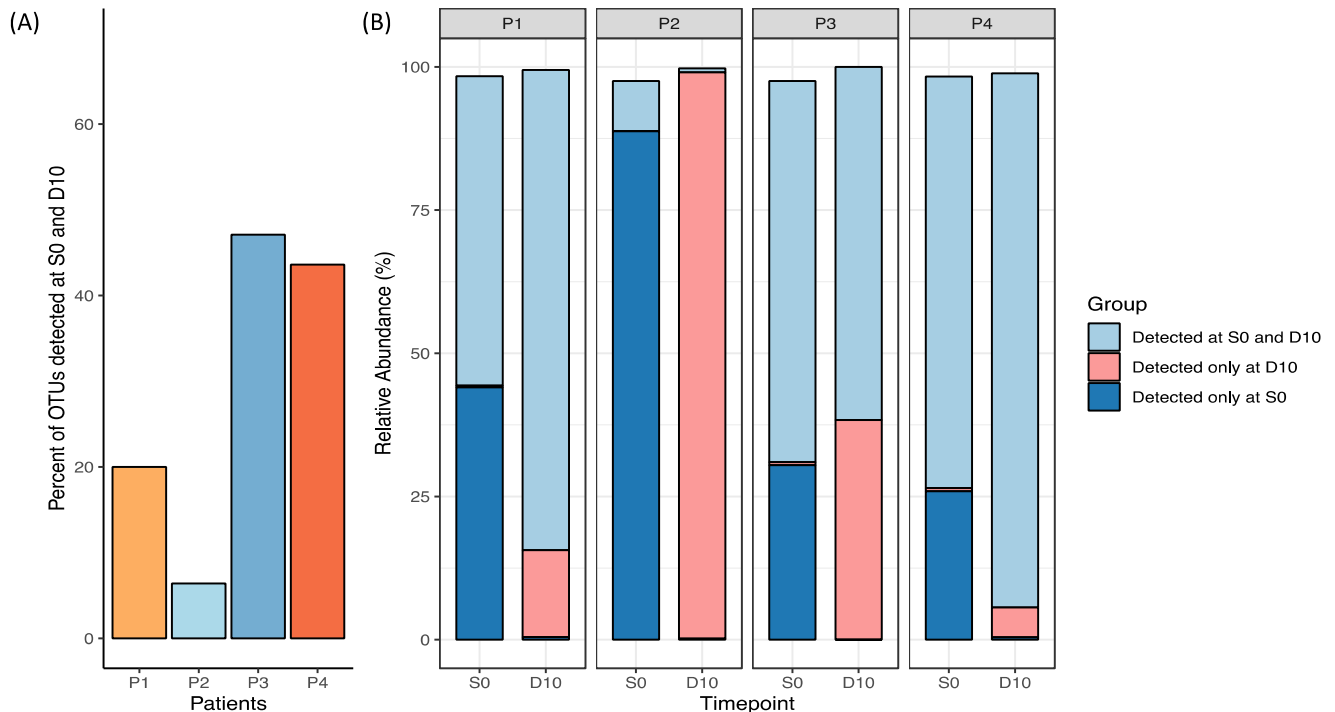 (A)
Percent of OTUs detected at S0 and D10
60
40
20
0
P1 P2 P3 P4
Patients
(B)
P1 P2 P3 P4
Relative Abundance (%)
100
75
50
25
0
S0 D10 S0 D10 S0 D10 S0 D10
Timepoint
Group
Detected at S0 and D10
Detected only at D10
Detected only at S0